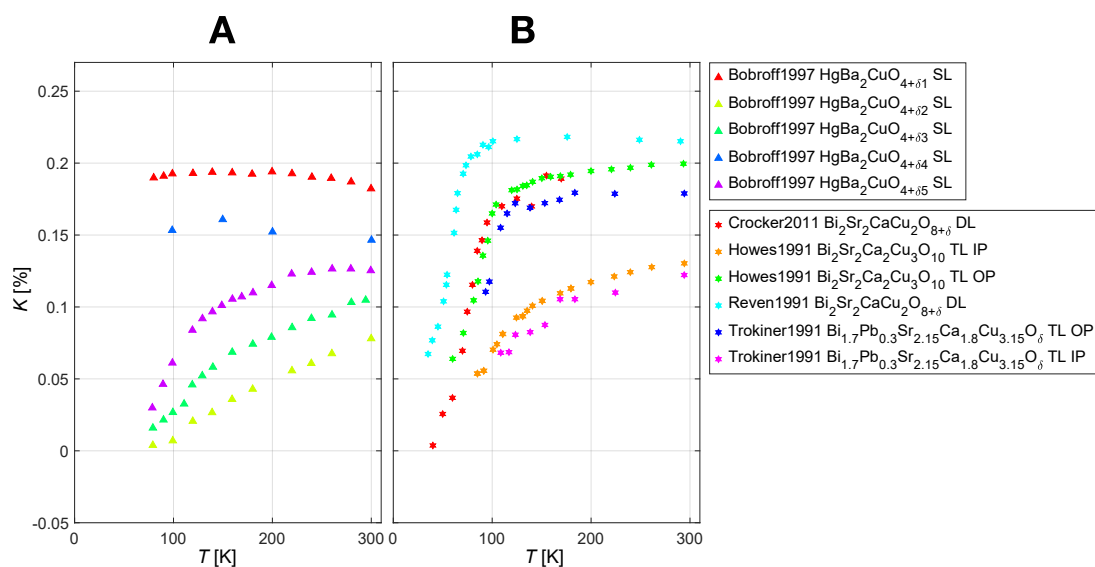 A
B
0.25
0.2
0.15
0.1
0.05
0
-0.05
K [%]
100
200
300
T [K]
100
200
300
T [K]
Bobroff1997 HgBa2CuO4+δ1 SL
Bobroff1997 HgBa2CuO4+δ2 SL
Bobroff1997 HgBa2CuO4+δ3 SL
Bobroff1997 HgBa2CuO4+δ4 SL
Bobroff1997 HgBa2CuO4+δ5 SL
Crocker2011 Bi2Sr2CaCu2O8+δ DL
Howes1991 Bi2Sr2Ca2Cu3O10 TL IP
Howes1991 Bi2Sr2Ca2Cu3O10 TL OP
Reven1991 Bi2Sr2CaCu2O8+δ DL
Trokiner1991 Bi1.7Pb0.3Sr2.15Ca1.8Cu3.15Oδ TL OP
Trokiner1991 Bi1.7Pb0.3Sr2.15Ca1.8Cu3.15Oδ TL IP